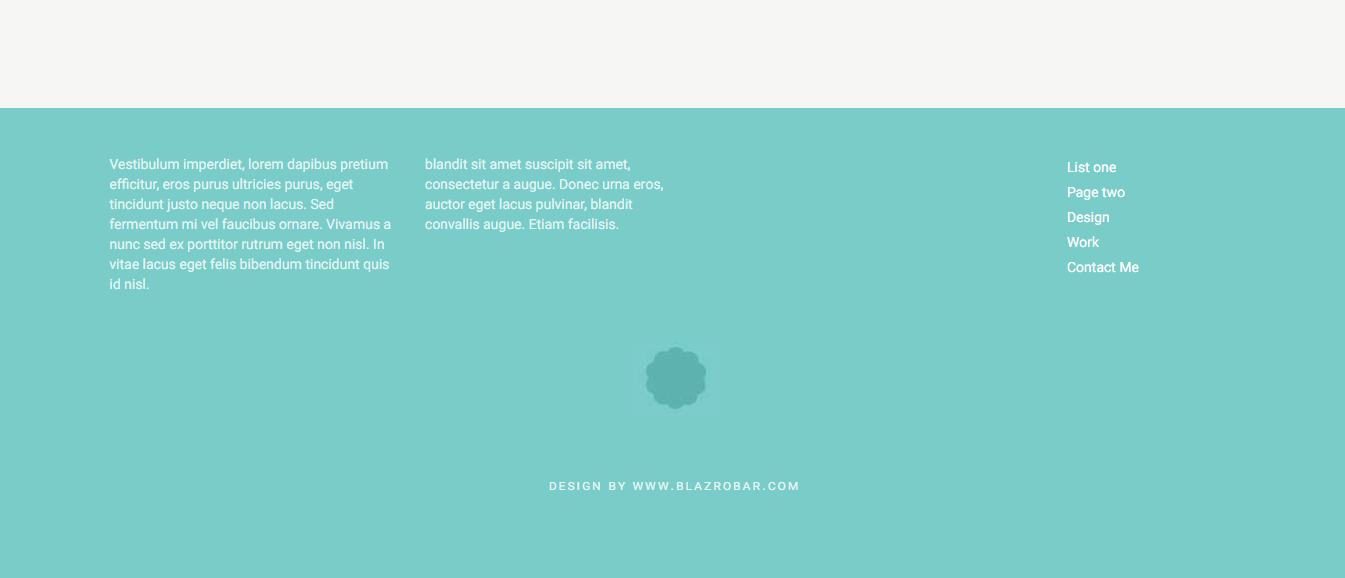 Vestibulum imperdiet, lorem dapibus pretium
efficitur, eros purus ultricies purus, eget
tincidunt justo neque non lacus. Sed
fermentum mi vel faucibus ornare. Vivamus a
nunc sed ex porttitor rutrum eget non nisl. In
vitae lacus eget felis bibendum tincidunt quis
id nisl.
blandit sit amet suscipit sit amet,
consectetur a augue. Donec urna eros,
auctor eget lacus pulvinar, blandit
convallis augue. Etiam facilisis.
List one
Page two
Design
Work
Contact Me
DESIGN BY WWW.BLAZROBAR.COM